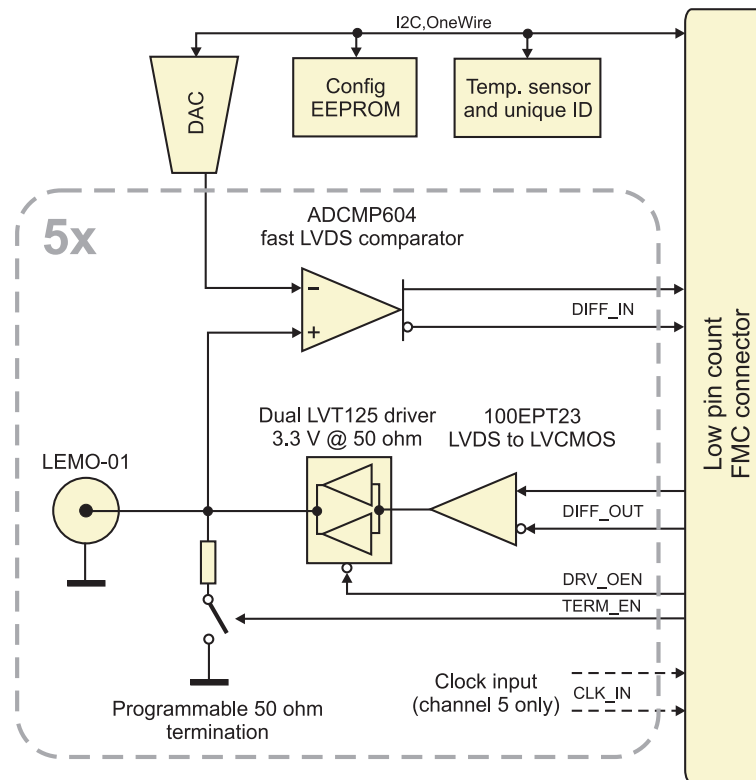 I2C,OneWire
DAC
Config
EEPROM
Temp. sensor
and unique ID
5x
ADCMP604
fast LVDS comparator
-
+
DIFF_IN
Low pin count
FMC connector
Dual LVT125 driver
3.3 V @ 50 ohm
100EPT23
LVDS to LVCMOS
LEMO-01
DIFF_OUT
DRV_OEN
TERM_EN
Clock input
(channel 5 only)
CLK_IN
Programmable 50 ohm
termination